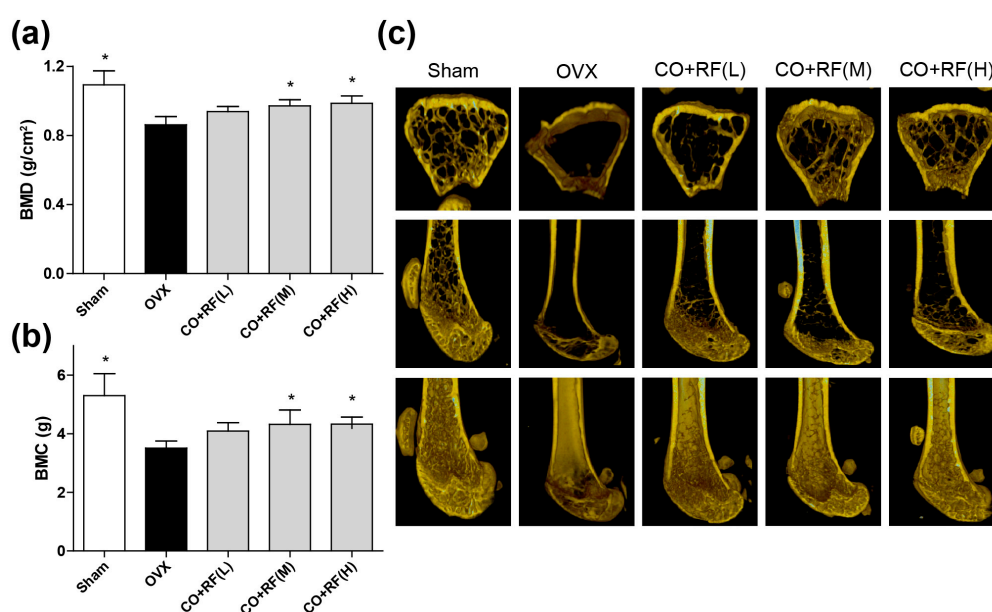 (a)
*
*
*
1.2
0.8
0.4
0.0
BMD (g/cm²)
Sham
OVX
CO+RF(L)
CO+RF(M)
CO+RF(H)
(b)
*
*
*
6
4
2
0
BMC (g)
Sham
OVX
CO+RF(L)
CO+RF(M)
CO+RF(H)
(c)
Sham
OVX
CO+RF(L)
CO+RF(M)
CO+RF(H)